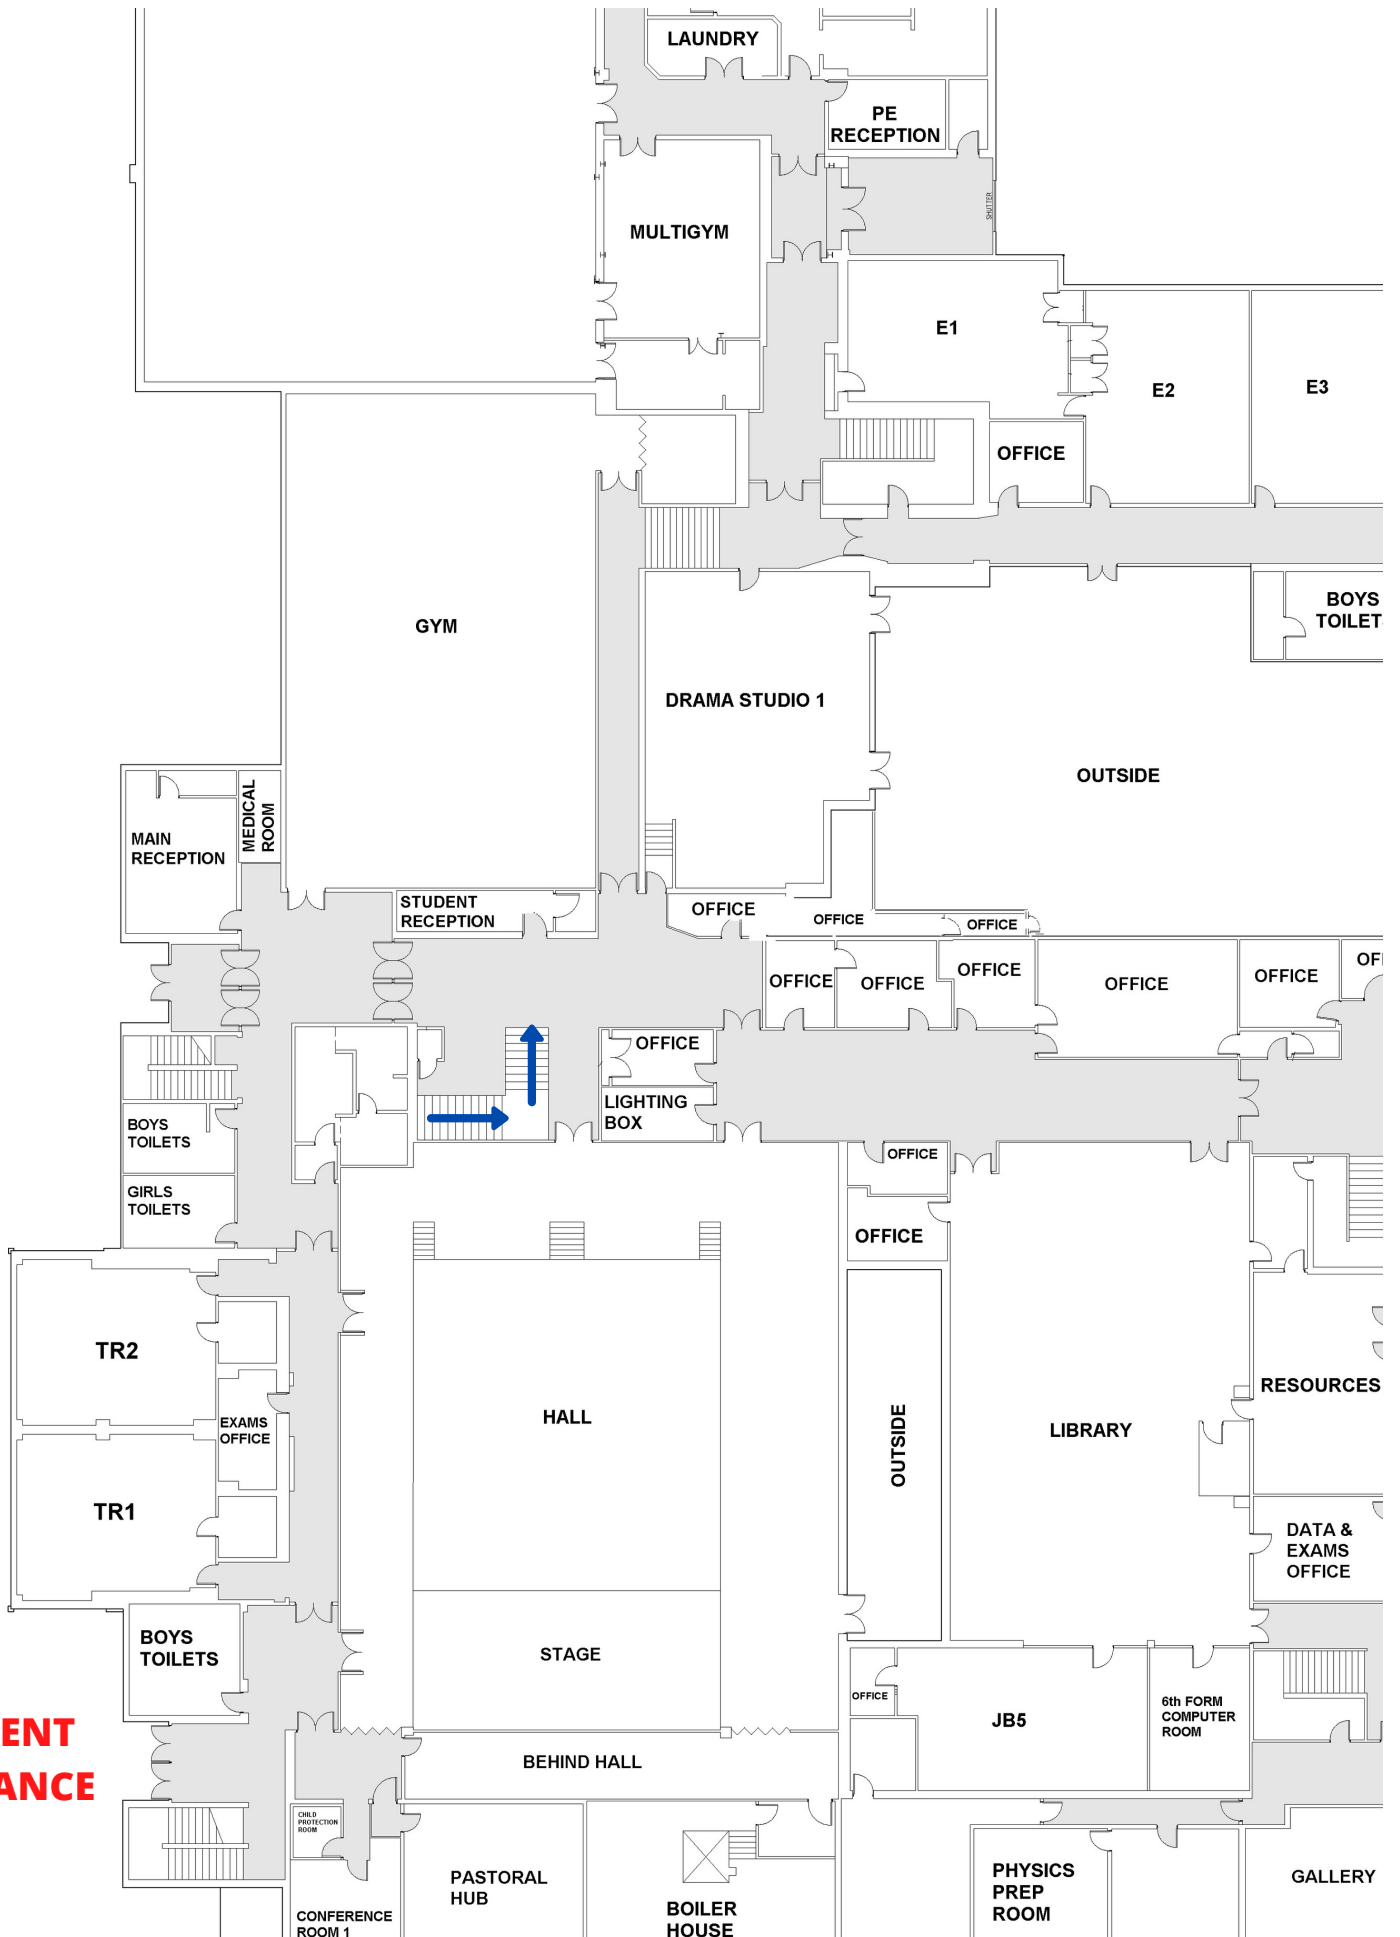 LAUNDRY
PE
RECEPTION
SHUTTER
MULTIGYM
E1
E2
E3
OFFICE
BOYS
TOILET
GYM
DRAMA STUDIO 1
OUTSIDE
MAIN
RECEPTION
MEDICAL
ROOM
STUDENT
RECEPTION
OFFICE
OFFICE
OFFICE
OFFICE
OFFICE
OFFICE
OFFICE
OFFICE
OF
OFFICE
LIGHTING
BOX
BOYS
TOILETS
GIRLS
TOILETS
OFFICE
OFFICE
TR2
EXAMS
OFFICE
TR1
HALL
OUTSIDE
LIBRARY
RESOURCES
DATA &
EXAMS
OFFICE
BOYS
TOILETS
STAGE
OFFICE
JB5
6th FORM
COMPUTER
ROOM
ENT
ANCE
BEHIND HALL
CHILD
PROTECTION
ROOM
PASTORAL
HUB
BOILER
HOUSE
PHYSICS
PREP
ROOM
GALLERY
CONFERENCE
ROOM 1